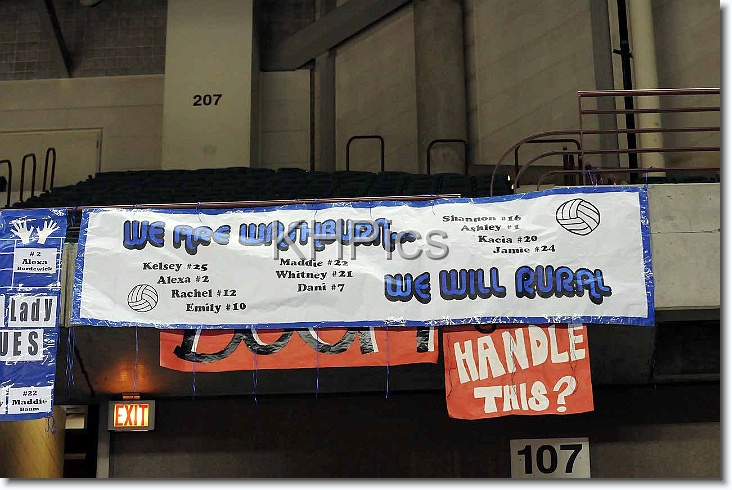 207
WE ARE WASHBURN...
Kelsey #25
Alexa #2
Rachel #12
Emily #10
Maddie #22
Whitney #21
Dani #7
Shannon #16
Ashley #1
Kacia #20
Jamie #24
WE WILL RURAL
# 2
Alexa
Lady
UES
#22
Maddie
Baum
HANDLE
THIS?
EXIT
107
Pics